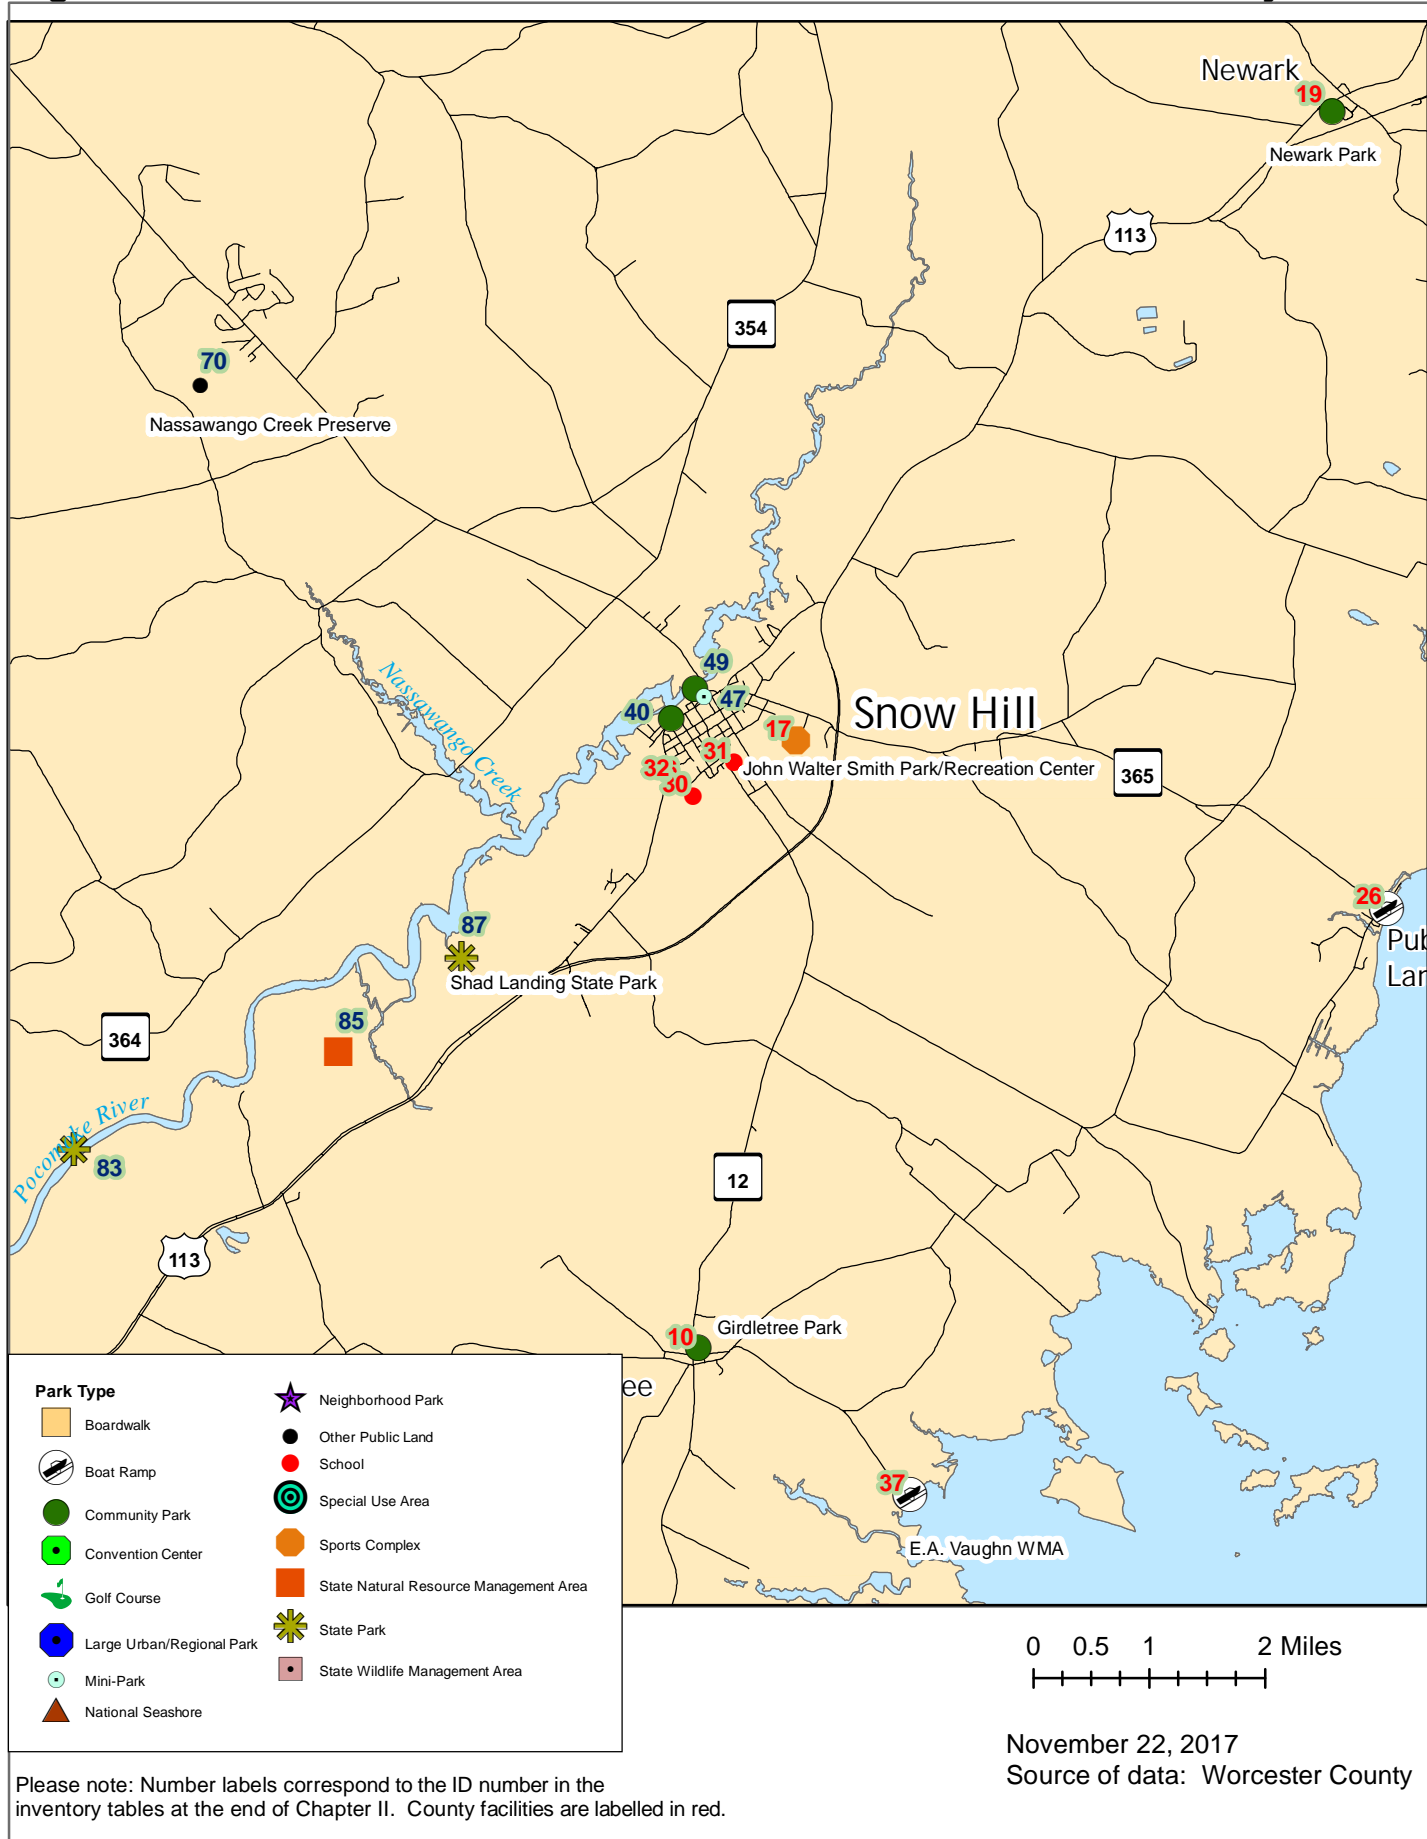 Newark
19
Newark Park
113
354
70
Nassawango Creek Preserve
Nassawango Creek
49
47
40
Snow Hill
17
31
John Walter Smith Park/Recreation Center
32
30
365
26
87
Shad Landing State Park
85
364
Pocomoke River
83
12
113
10
Girdletree Park
ee
37
E.A. Vaughn WMA
Park Type
Boardwalk
Boat Ramp
Community Park
Convention Center
Golf Course
Large Urban/Regional Park
Mini-Park
National Seashore
Neighborhood Park
Other Public Land
School
Special Use Area
Sports Complex
State Natural Resource Management Area
State Park
State Wildlife Management Area
0 0.5 1 2 Miles
November 22, 2017
Source of data: Worcester County
Please note: Number labels correspond to the ID number in the
inventory tables at the end of Chapter II. County facilities are labelled in red.